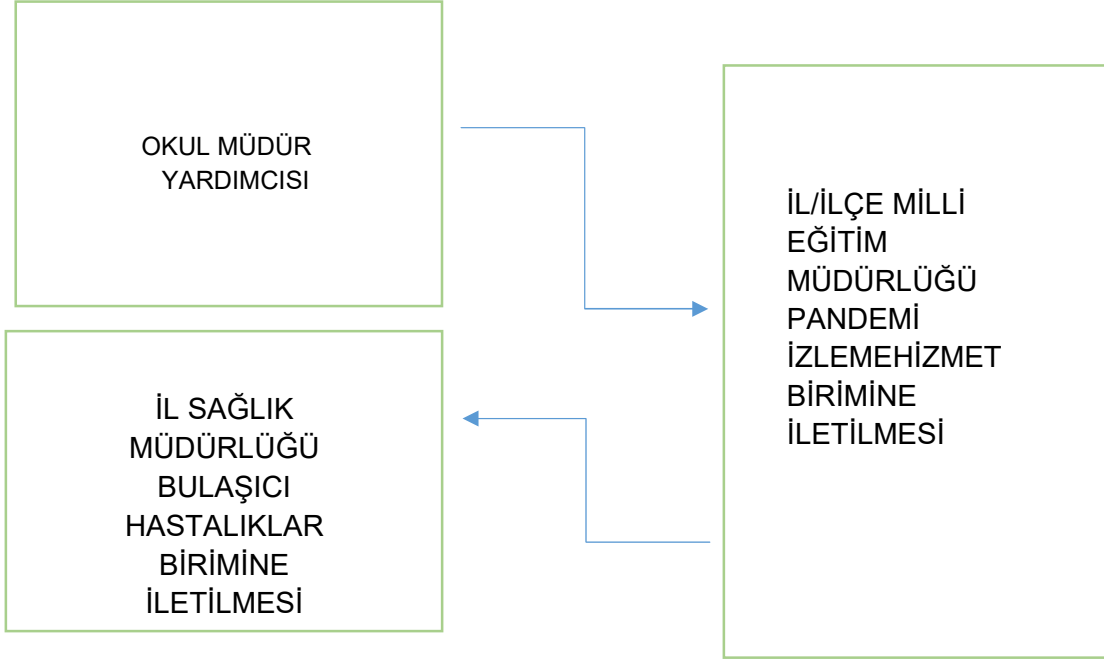 OKUL MÜDÜR
YARDIMCISI
İL/İLÇE MİLLİ
EĞİTİM
MÜDÜRLÜĞÜ
PANDEMİ
İZLEMEHİZMET
BİRİMİNE
İLETİLMESİ
İL SAĞLIK
MÜDÜRLÜĞÜ
BULAŞICI
HASTALIKLAR
BİRİMİNE
İLETİLMESİ